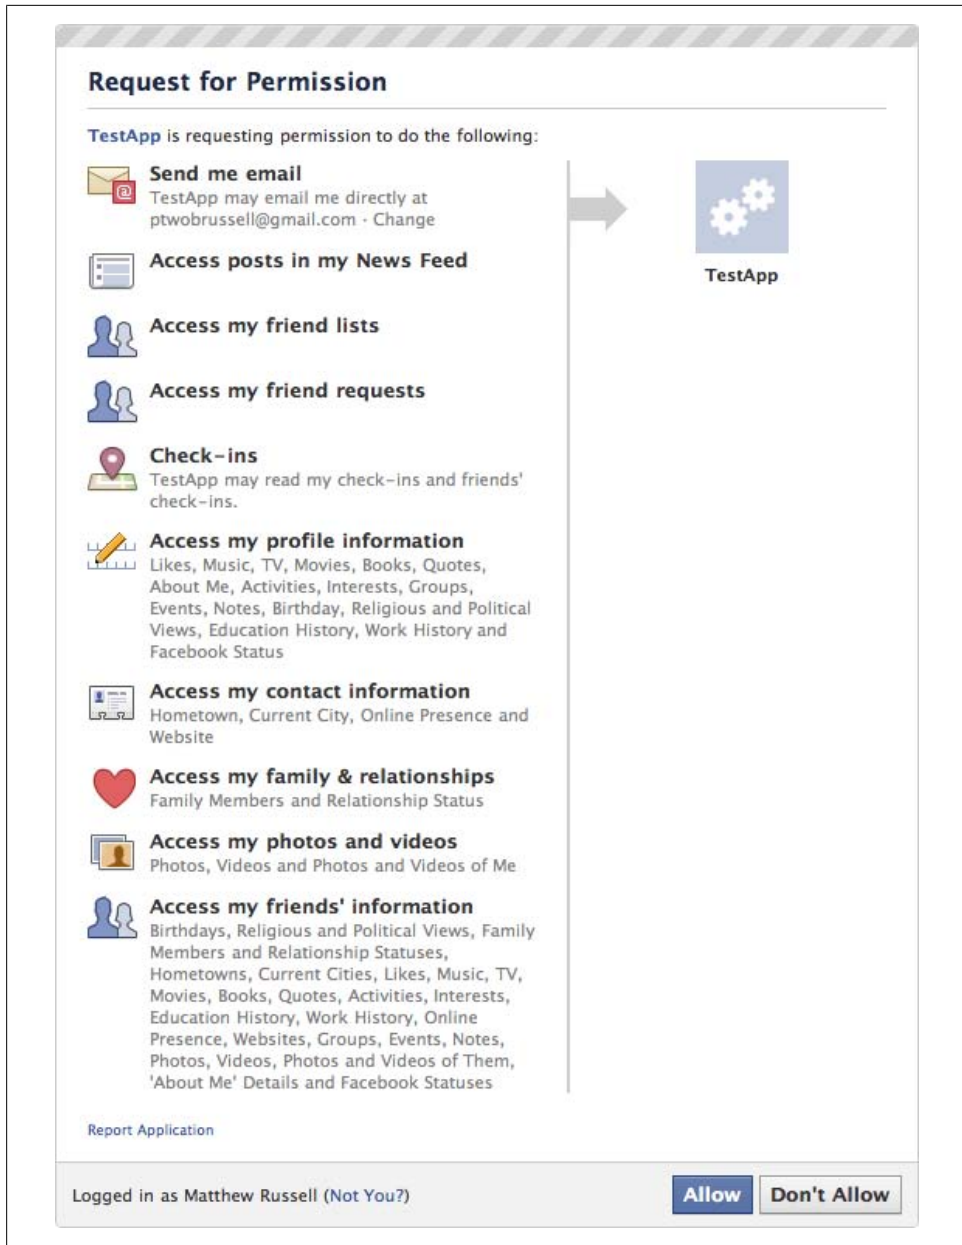 Request for Permission
TestApp is requesting permission to do the following:
Send me email
TestApp may email me directly at
ptwobrussell@gmail.com · Change
Access posts in my News Feed
Access my friend lists
Access my friend requests
Check-ins
TestApp may read my check-ins and friends'
check-ins.
Access my profile information
Likes, Music, TV, Movies, Books, Quotes,
About Me, Activities, Interests, Groups,
Events, Notes, Birthday, Religious and Political
Views, Education History, Work History and
Facebook Status
Access my contact information
Hometown, Current City, Online Presence and
Website
Access my family & relationships
Family Members and Relationship Status
Access my photos and videos
Photos, Videos and Photos and Videos of Me
Access my friends' information
Birthdays, Religious and Political Views, Family
Members and Relationship Statuses,
Hometowns, Current Cities, Likes, Music, TV,
Movies, Books, Quotes, Activities, Interests,
Education History, Work History, Online
Presence, Websites, Groups, Events, Notes,
Photos, Videos, Photos and Videos of Them,
'About Me' Details and Facebook Statuses
TestApp
Report Application
Logged in as Matthew Russell (Not You?)
Allow
Don't Allow